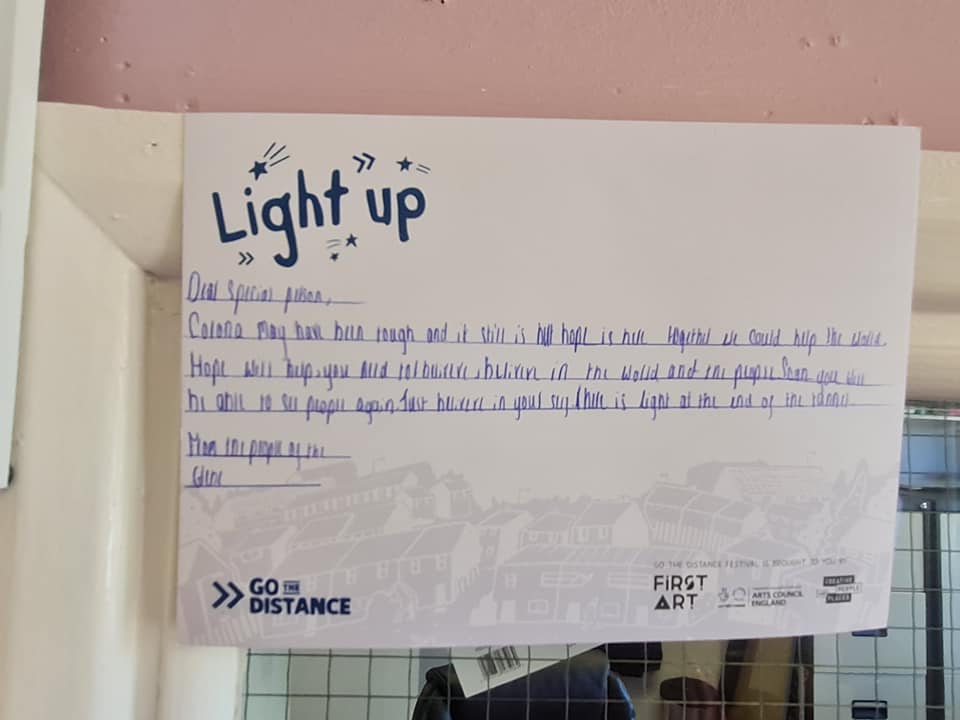 Light up
Dear special person,
Corona may have been rough and it still is but hope is here together we could help the world.
Hope will help, you need to believe, believe in the world and the people. Soon you will
be able to see people again. Just believe in your self there is light at the end of the tunnel
From the people of the
GO THE DISTANCE FESTIVAL IS BROUGHT TO YOU BY
GO THE DISTANCE
FiRST ART
ARTS COUNCIL ENGLAND
CREATIVE PEOPLE AND PLACES